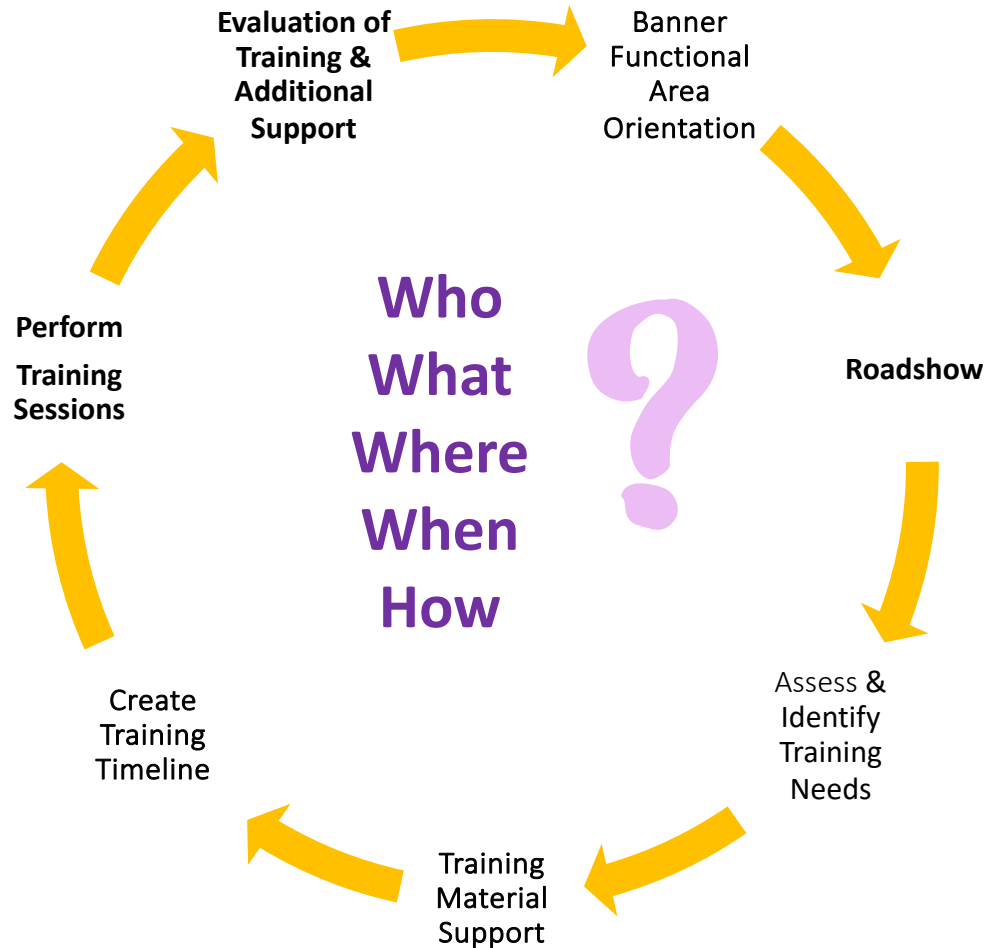 Evaluation of
Training &
Additional
Support
Banner
Functional
Area
Orientation
Roadshow
Assess &
Identify
Training
Needs
Training
Material
Support
Create
Training
Timeline
Perform
Training
Sessions
Who
What
Where
When
How
?